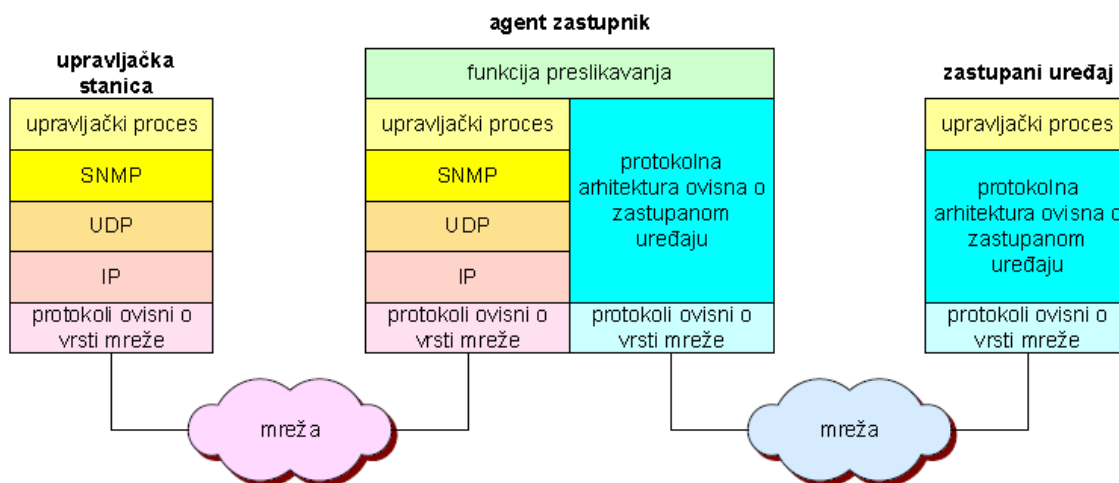 agent zastupnik
upravljačka
stanica
funkcija preslikavanja
zastupani uređaj
upravljački proces
SNMP
UDP
IP
protokoli ovisni o
vrsti mreže
upravljački proces
SNMP
UDP
IP
protokoli ovisni o
vrsti mreže
protokolna
arhitektura ovisna o
zastupanom
uređaju
protokoli ovisni o
vrsti mreže
upravljački proces
protokolna
arhitektura ovisna o
zastupanom
uređaju
protokoli ovisni o
vrsti mreže
mreža
mreža